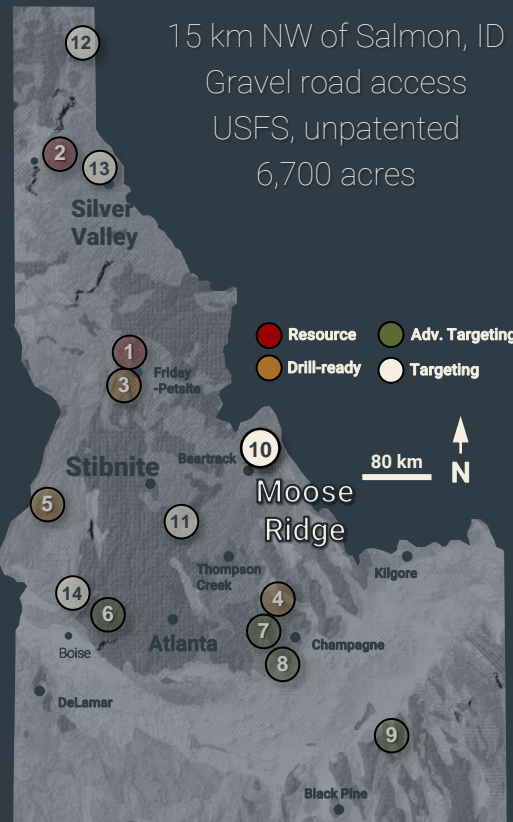 15 km NW of Salmon, ID
Gravel road access
USFS, unpatented
6,700 acres
12
2
13
Silver
Valley
Resource
Adv. Targeting
Drill-ready
Targeting
1
3
Friday
-Petsite
10
Beartrack
80 km
N
Stibnite
Moose
Ridge
5
11
Thompson
Creek
Kilgore
14
6
4
7
Atlanta
Champagne
Boise
8
DeLamar
9
Black Pine